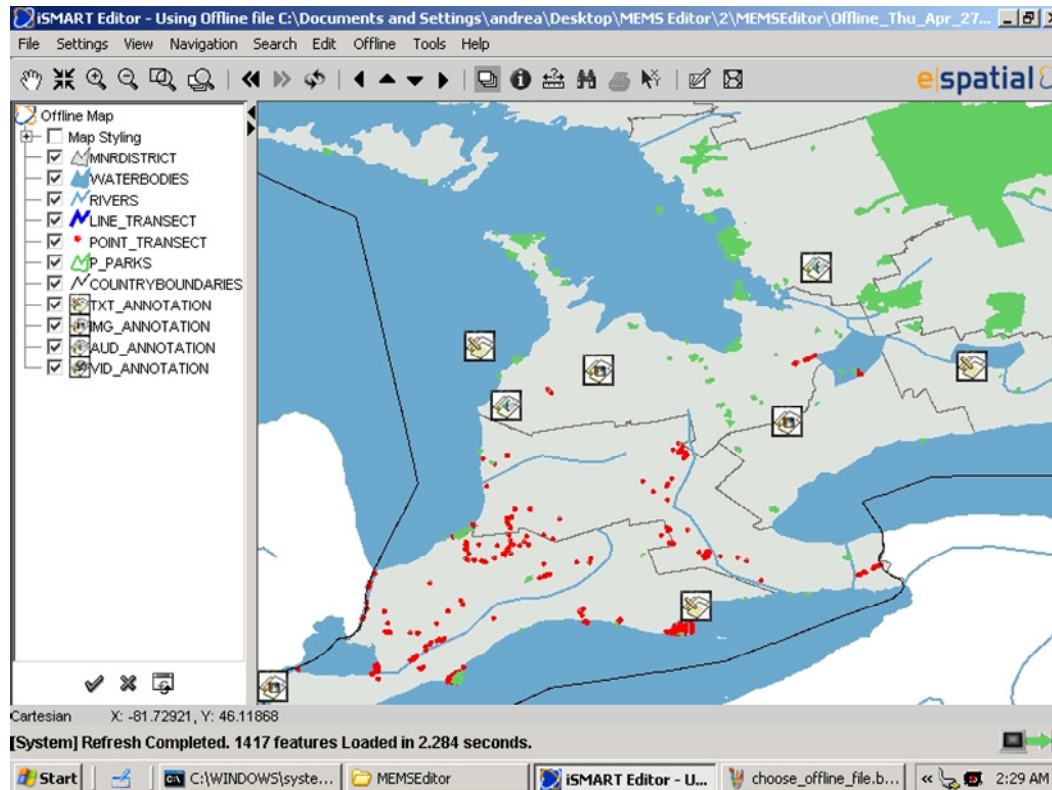 iSMART Editor - Using Offline file C:\Documents and Settings\andrea\Desktop\MEMS Editor\2\MEMSEditor\Offline_Thu_Apr_27...
File Settings View Navigation Search Edit Offline Tools Help
e|spatial
Offline Map
Map Styling
MNRDISTRICT
WATERBODIES
RIVERS
LINE_TRANSECT
POINT_TRANSECT
P_PARKS
COUNTRYBOUNDARIES
TXT_ANNOTATION
IMG_ANNOTATION
AUD_ANNOTATION
VID_ANNOTATION
Cartesian X: -81.72921, Y: 46.11868
[System] Refresh Completed. 1417 features Loaded in 2.284 seconds.
Start C:\WINDOWS\syste... MEMSEditor iSMART Editor - U... choose_offline_file.b... « 2:29 AM